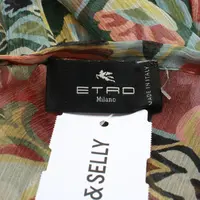 ETRO
Milano
MADE IN ITALY
& SELLY